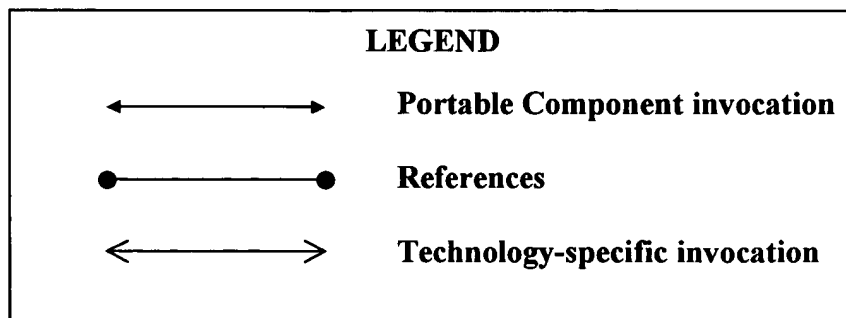 LEGEND
Portable Component invocation
References
Technology-specific invocation